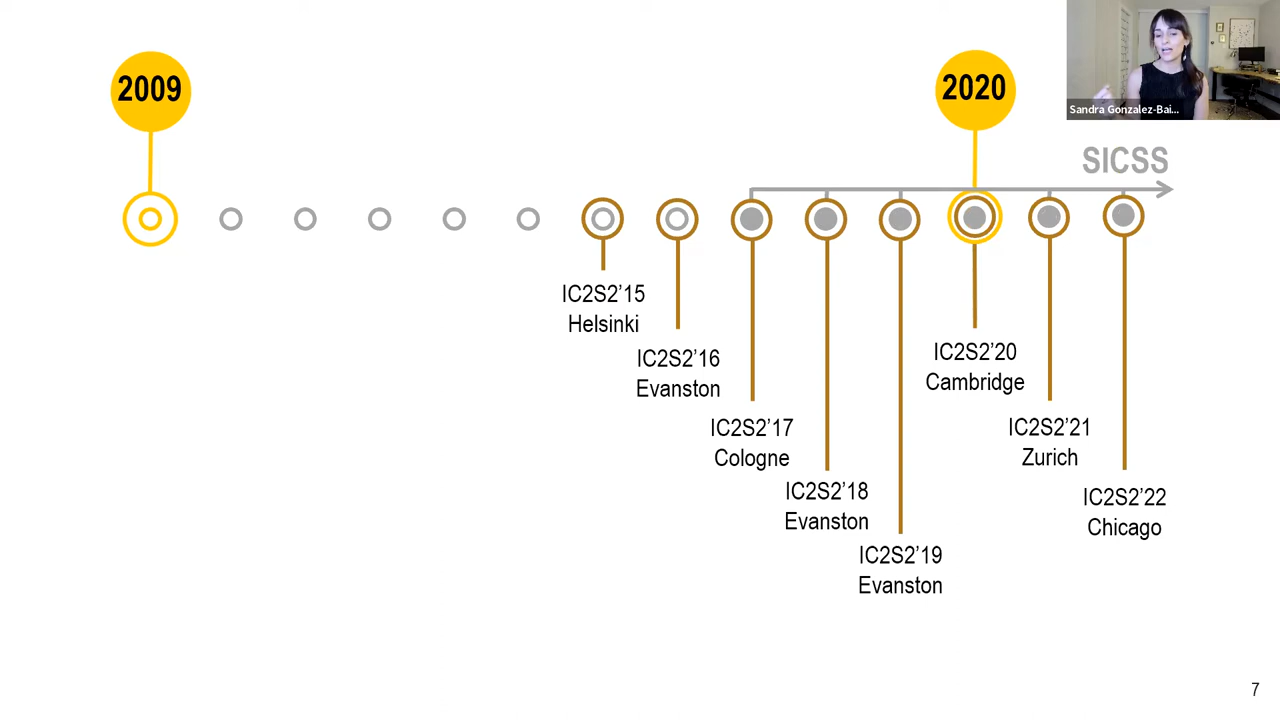 2009
2020
Sandra Gonzalez-Bai...
SICSS
IC2S2’15
Helsinki
IC2S2’16
Evanston
IC2S2’17
Cologne
IC2S2’18
Evanston
IC2S2’19
Evanston
IC2S2’20
Cambridge
IC2S2’21
Zurich
IC2S2’22
Chicago
7